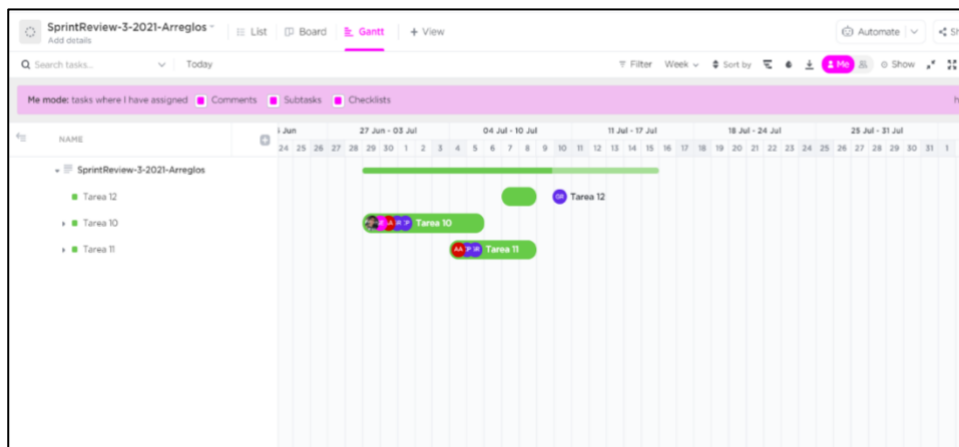 SprintReview-3-2021-Arreglos
Add details
List
Board
Gantt
+ View
Automate
Search tasks...
Today
Filter
Week
Sort by
Me
Show
Me mode: tasks where I have assigned
Comments
Subtasks
Checklists
NAME
Jun
27 Jun - 03 Jul
04 Jul - 10 Jul
11 Jul - 17 Jul
18 Jul - 24 Jul
25 Jul - 31 Jul
24 25 26 27 28 29 30 1 2 3 4 5 6 7 8 9 10 11 12 13 14 15 16 17 18 19 20 21 22 23 24 25 26 27 28 29 30 31 1
SprintReview-3-2021-Arreglos
Tarea 12
Tarea 12
Tarea 10
Tarea 10
Tarea 11
AA
Tarea 11